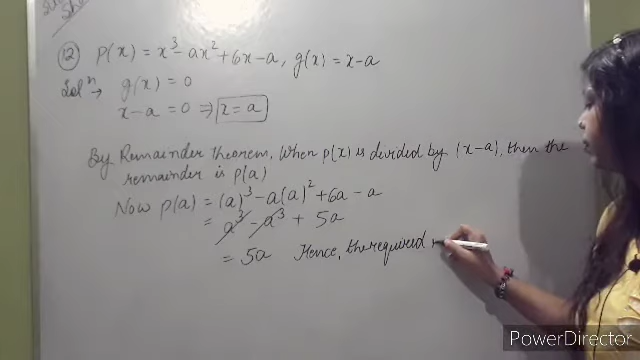 (12) p(x) = x³ - ax² + 6x - a, g(x) = x - a
Solⁿ → g(x) = 0
x - a = 0 ⇒ x = a
By Remainder theorem, When p(x) is divided by (x-a), then the
remainder is p(a)
Now p(a) = (a)³ - a(a)² + 6a - a
= a³ - a³ + 5a
= 5a Hence, the required
PowerDirector